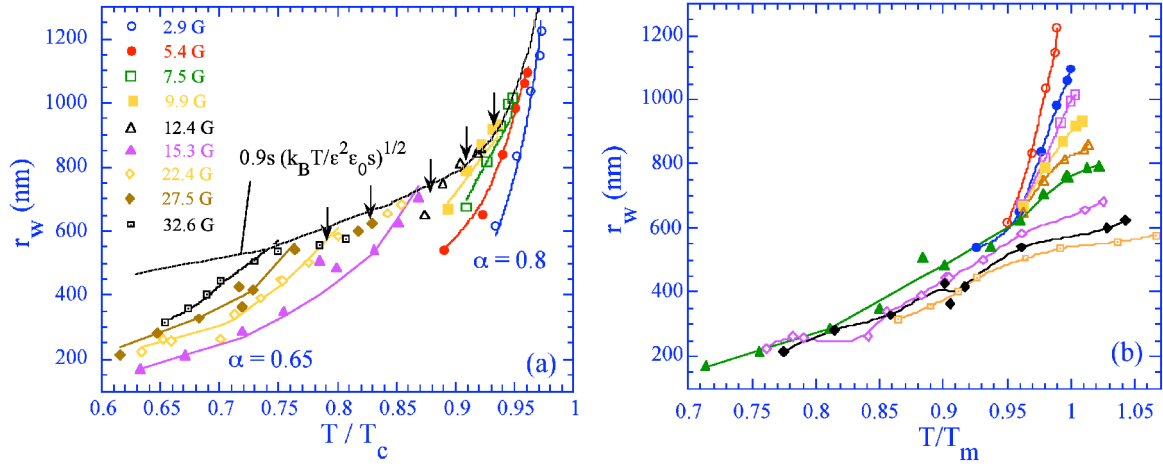 1200
1000
800
600
400
200
r_w (nm)
2.9 G
5.4 G
7.5 G
9.9 G
12.4 G
15.3 G
22.4 G
27.5 G
32.6 G
0.9s (k_BT/ε²ε₀s)^1/2
α = 0.8
α = 0.65
(a)
0.6 0.65 0.7 0.75 0.8 0.85 0.9 0.95 1
T / T_c
1200
1000
800
600
400
200
r_w (nm)
(b)
0.7 0.75 0.8 0.85 0.9 0.95 1 1.05
T/T_m